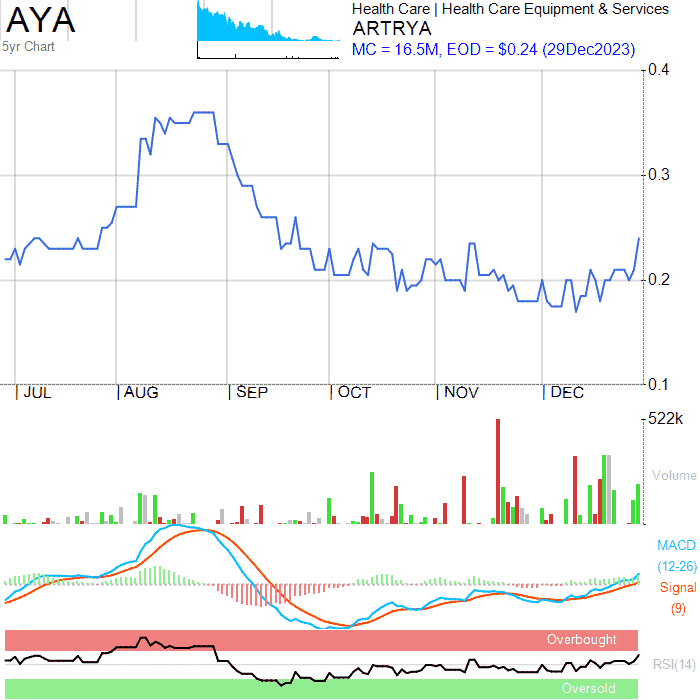 AYA
5yr Chart
Health Care | Health Care Equipment & Services
ARTRYA
MC = 16.5M, EOD = $0.24 (29Dec2023)
0.4
0.3
0.2
0.1
| JUL | AUG | SEP | OCT | NOV | DEC
522k
Volume
MACD
(12-26)
Signal
(9)
Overbought
RSI(14)
Oversold